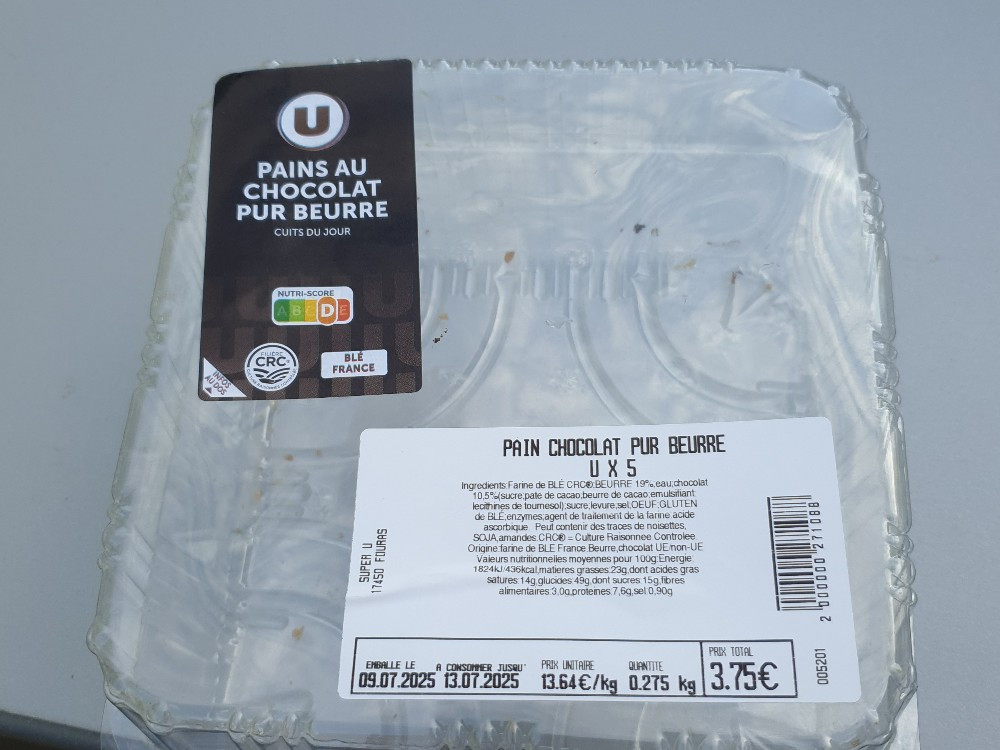 U
PAINS AU
CHOCOLAT
PUR BEURRE
CUITS DU JOUR
NUTRI-SCORE
A B C D E
FILIÈRE
CRC®
CULTURE RAISONNÉE CONTRÔLÉE
BLÉ
FRANCE
INFOS
AU DOS
PAIN CHOCOLAT PUR BEURRE
U X 5
Ingredients:Farine de BLE CRC®;BEURRE 19%;eau;chocolat
10,5%(sucre;pate de cacao;beurre de cacao;emulsifiant:
lecithines de tournesol);sucre;levure;sel;OEUF;GLUTEN
de BLE;enzymes;agent de traitement de la farine:acide
ascorbique. Peut contenir des traces de noisettes,
SOJA,amandes.CRC® = Culture Raisonnee Controlee.
Origine:farine de BLE France.Beurre,chocolat UE/non-UE
Valeurs nutritionnelles moyennes pour 100g:Energie:
1824kJ/436kcal,matieres grasses:23g,dont acides gras
satures:14g,glucides:49g,dont sucres:15g,fibres
alimentaires:3,0g,proteines:7,6g,sel:0,90g
SUPER U
17450 FOURAS
2 000000 271088
005201
EMBALLE LE A CONSOMMER JUSQU' PRIX UNITAIRE QUANTITE PRIX TOTAL
09.07.2025 13.07.2025 13.64€/kg 0.275 kg 3.75€